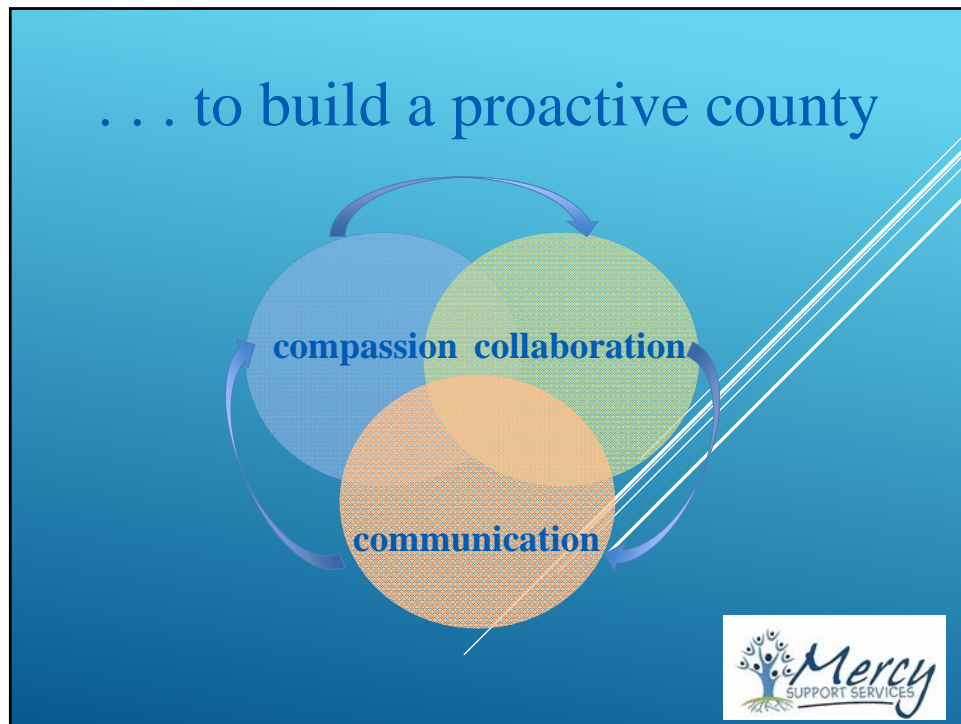 . . . to build a proactive county
compassion collaboration
communication
Mercy
SUPPORT SERVICES